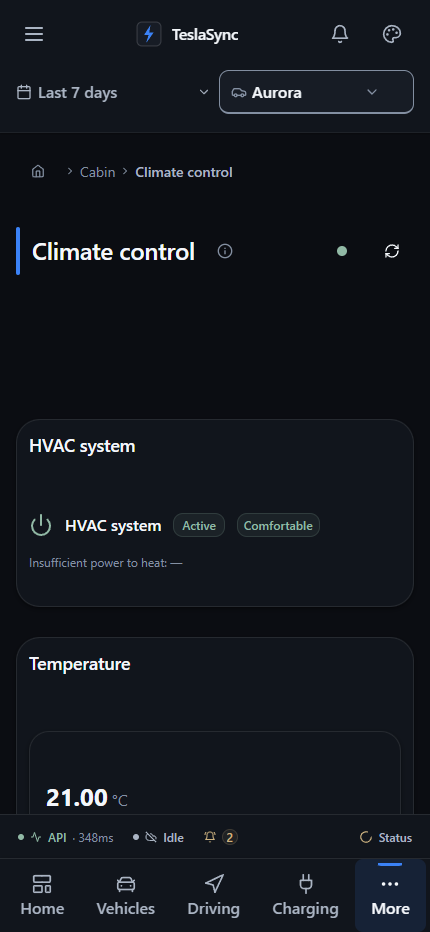 TeslaSync
Last 7 days
Aurora
Cabin
Climate control
Climate control
HVAC system
HVAC system
Active
Comfortable
Insufficient power to heat: —
Temperature
21.00 °C
API · 348ms
Idle
2
Status
Home
Vehicles
Driving
Charging
More